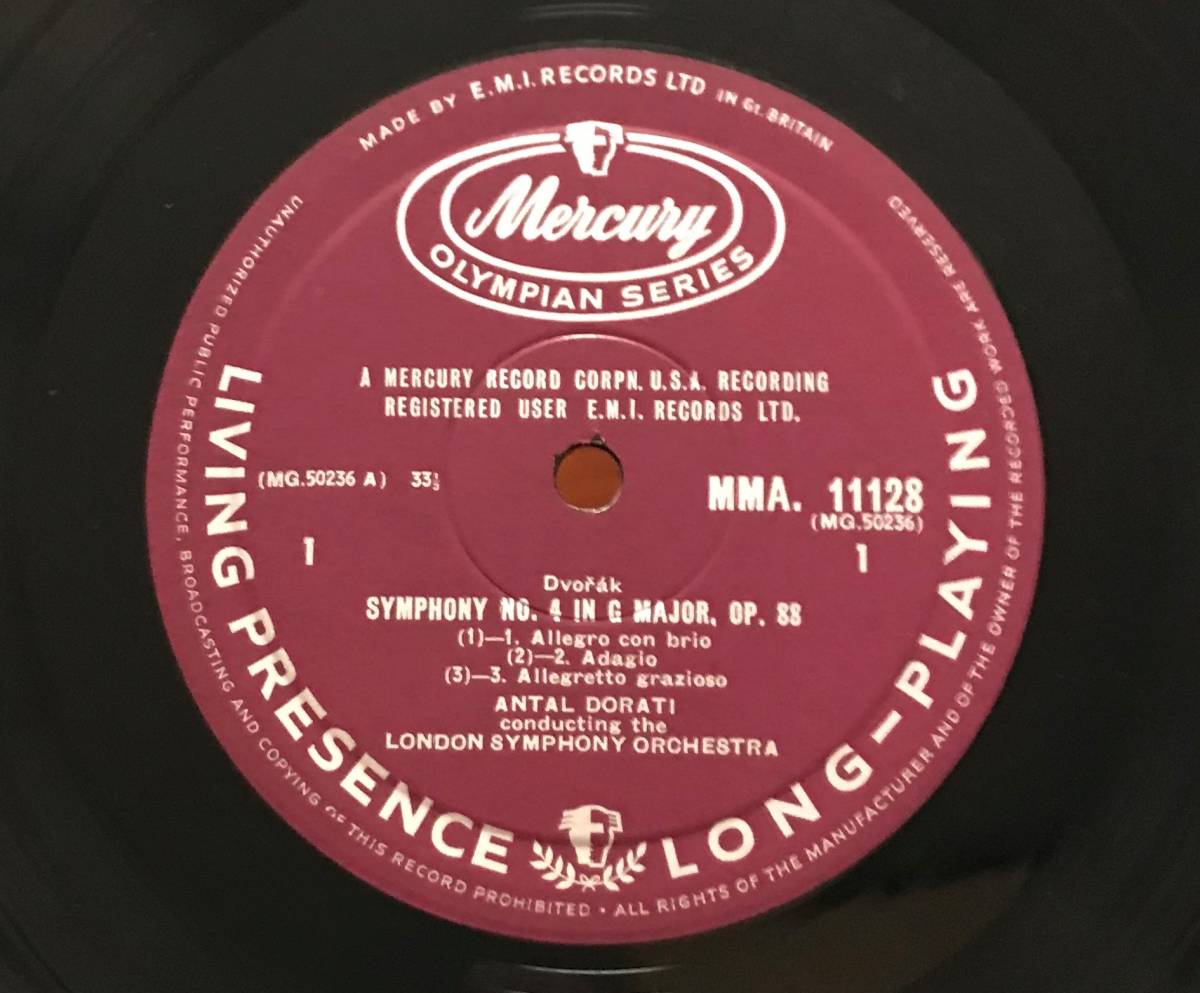 MADE BY E.M.I. RECORDS LTD IN Gt. BRITAIN
Mercury
OLYMPIAN SERIES
A MERCURY RECORD CORPN. U.S.A. RECORDING
REGISTERED USER E.M.I. RECORDS LTD.
(MG.50236 A) 33⅓
MMA. 11128
(MG.50236)
1
1
Dvořák
SYMPHONY NO. 4 IN G MAJOR, OP. 88
(1)—1. Allegro con brio
(2)—2. Adagio
(3)—3. Allegretto grazioso
ANTAL DORATI
conducting the
LONDON SYMPHONY ORCHESTRA
LIVING PRESENCE
LONG—PLAYING
UNAUTHORIZED PUBLIC PERFORMANCE, BROADCASTING AND COPYING OF THIS RECORD PROHIBITED • ALL RIGHTS OF THE MANUFACTURER AND OF THE OWNER OF THE RECORDED WORK ARE RESERVED